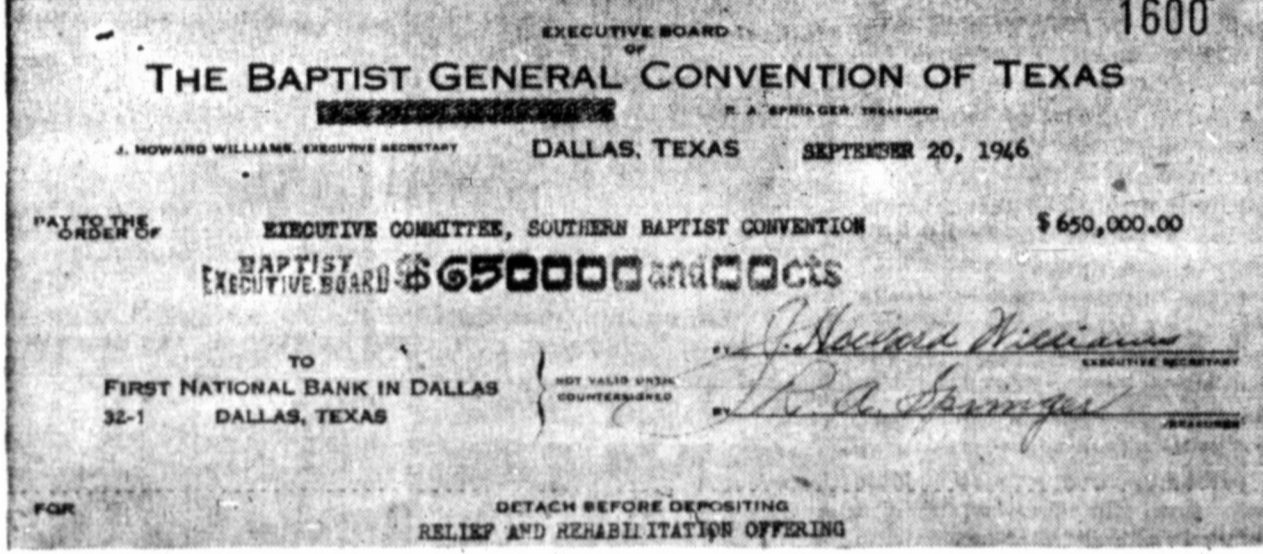 1600
EXECUTIVE BOARD
OF
THE BAPTIST GENERAL CONVENTION OF TEXAS
R. A. SPRINGER, TREASURER
J. HOWARD WILLIAMS, EXECUTIVE SECRETARY DALLAS, TEXAS SEPTEMBER 20, 1946
PAY TO THE
ORDER OF EXECUTIVE COMMITTEE, SOUTHERN BAPTIST CONVENTION $ 650,000.00
BAPTIST
EXECUTIVE BOARD $650000 and 00 cts
BY J. Howard Williams
EXECUTIVE SECRETARY
TO
FIRST NATIONAL BANK IN DALLAS
NOT VALID UNTIL
COUNTERSIGNED
BY R. A. Springer
32-1 DALLAS, TEXAS
TREASURER
FOR
DETACH BEFORE DEPOSITING
RELIEF AND REHABILITATION OFFERING